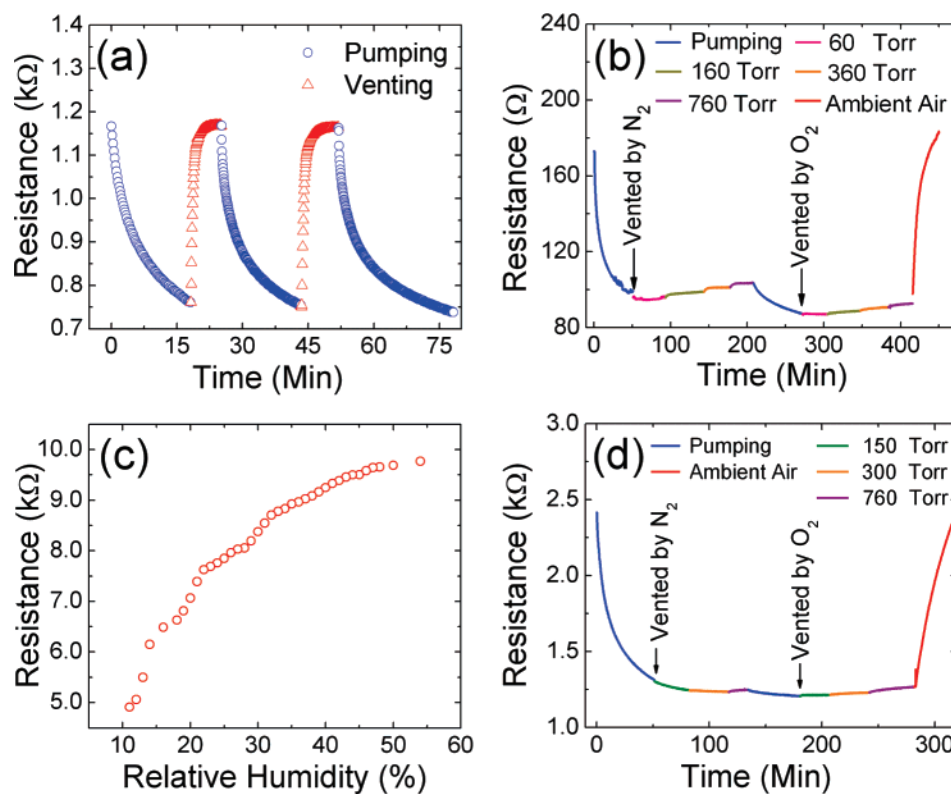 (a)
Pumping
Venting
Resistance (kΩ)
1.4
1.3
1.2
1.1
1.0
0.9
0.8
0.7
0 15 30 45 60 75
Time (Min)
(b)
Pumping 60 Torr
160 Torr 360 Torr
760 Torr Ambient Air
Vented by N2
Vented by O2
Resistance (Ω)
200
160
120
80
0 100 200 300 400
Time (Min)
(c)
Resistance (kΩ)
10.0
9.0
8.0
7.0
6.0
5.0
10 20 30 40 50 60
Relative Humidity (%)
(d)
Pumping 150 Torr
Ambient Air 300 Torr
760 Torr
Vented by N2
Vented by O2
Resistance (kΩ)
3.0
2.5
2.0
1.5
1.0
0 100 200 300
Time (Min)